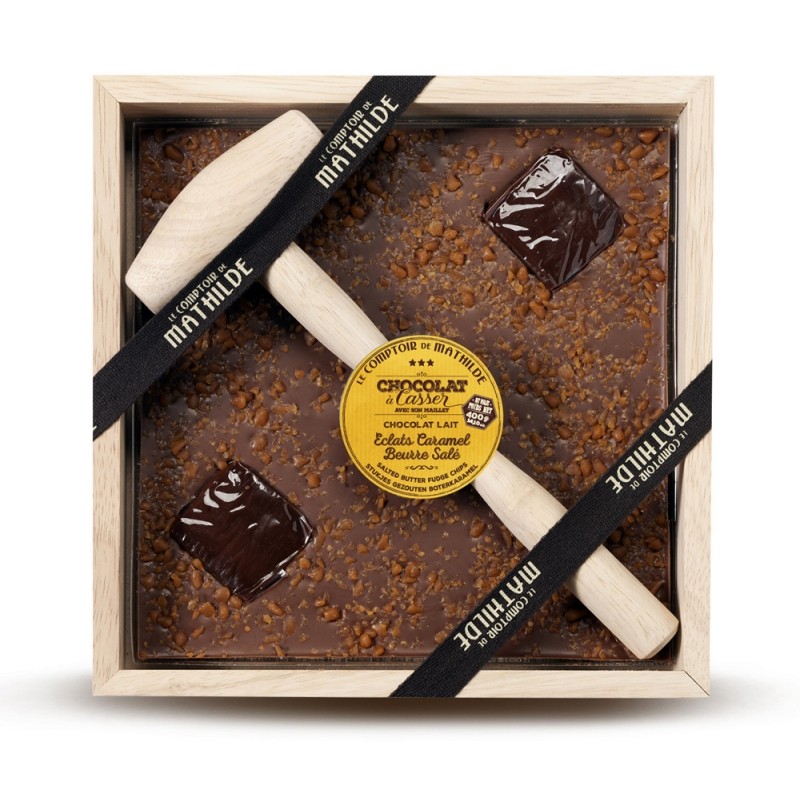 LE COMPTOIR DE
MATHILDE
LE COMPTOIR DE
MATHILDE
LE COMPTOIR DE MATHILDE
CHOCOLAT
à Casser
AVEC SON MAILLET
POIDS NET
400g
CHOCOLAT LAIT
Eclats Caramel
Beurre Salé
SALTED BUTTER FUDGE CHIPS
STUKJES GEZOUTEN BOTERKARAMEL
LE COMPTOIR DE
MATHILDE
LE COMPTOIR DE
MATHILDE